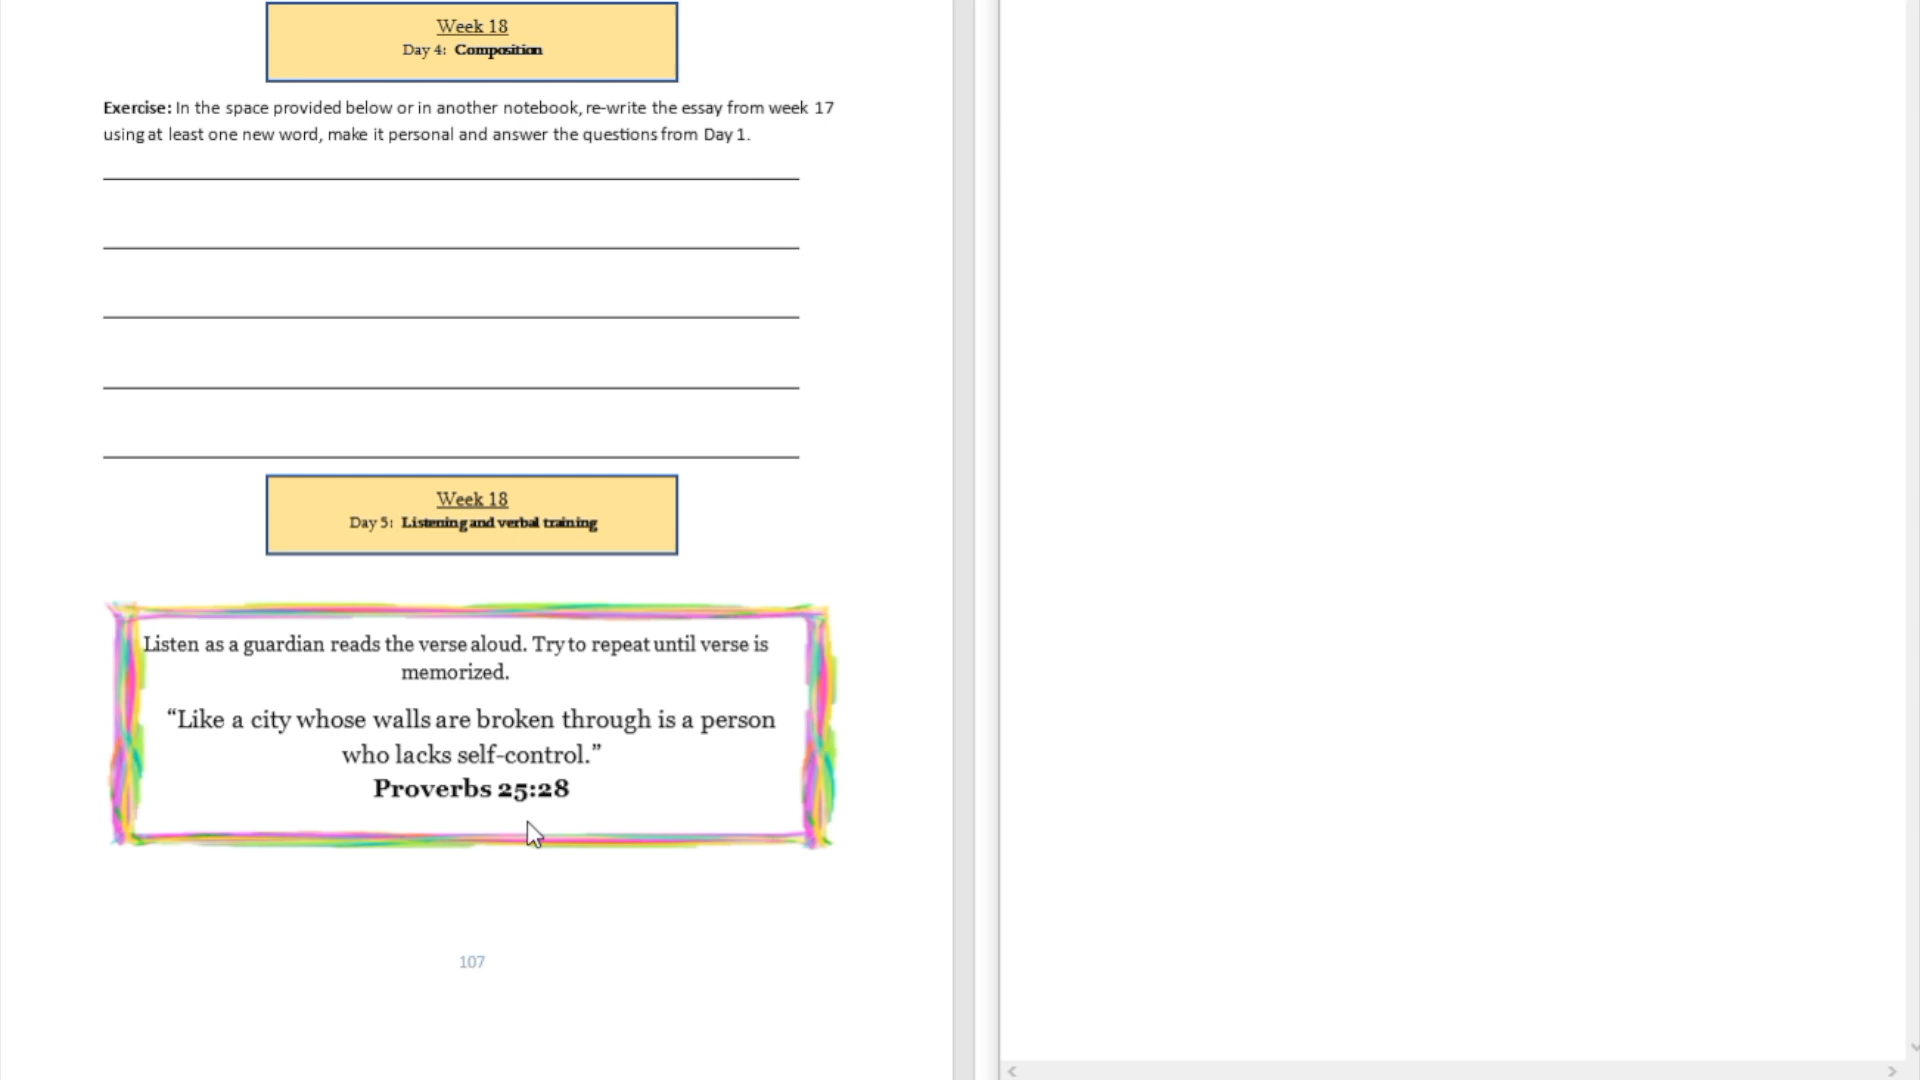 Week 18
Day 4: Composition
Exercise: In the space provided below or in another notebook, re-write the essay from week 17
using at least one new word, make it personal and answer the questions from Day 1.
Week 18
Day 5: Listening and verbal training
Listen as a guardian reads the verse aloud. Try to repeat until verse is
memorized.
“Like a city whose walls are broken through is a person
who lacks self-control.”
Proverbs 25:28
107